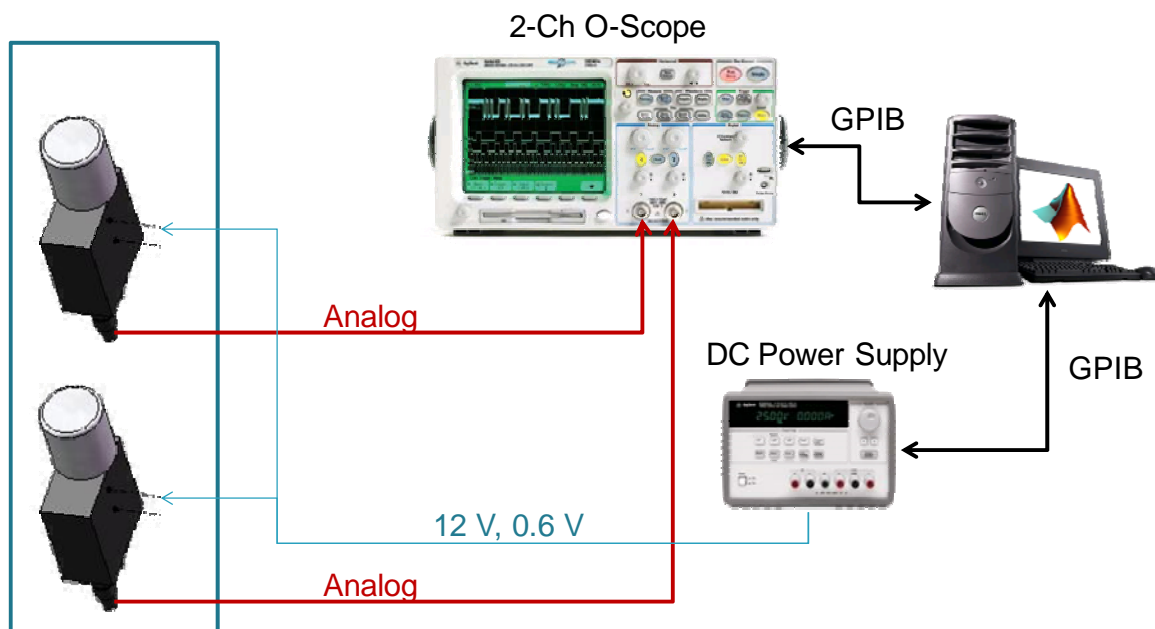 2-Ch O-Scope
GPIB
Analog
DC Power Supply
GPIB
12 V, 0.6 V
Analog